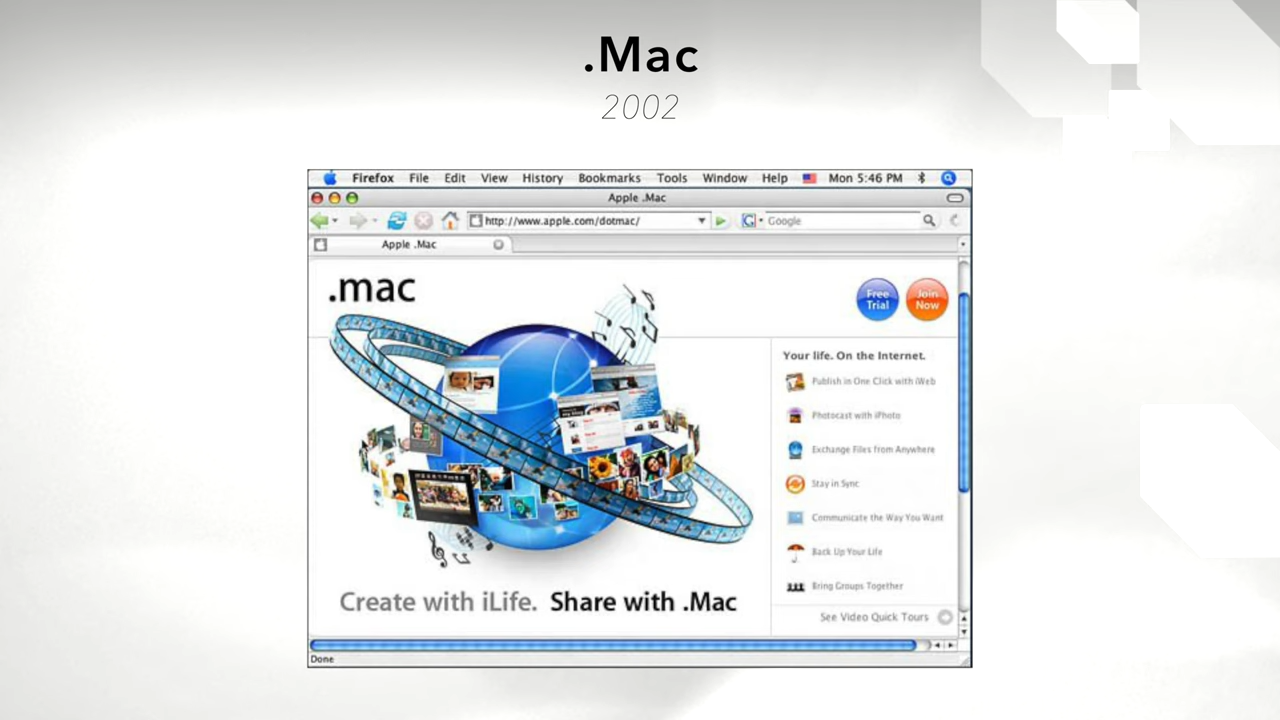 .Mac
2002
Firefox File Edit View History Bookmarks Tools Window Help Mon 5:46 PM
Apple .Mac
http://www.apple.com/dotmac/ G Google
Apple .Mac
.mac
Free Trial
Join Now
Your life. On the Internet.
Publish in One Click with iWeb
Photocast with iPhoto
Exchange Files from Anywhere
Stay in Sync
Communicate the Way You Want
Back Up Your Life
Bring Groups Together
Create with iLife. Share with .Mac
See Video Quick Tours
Done